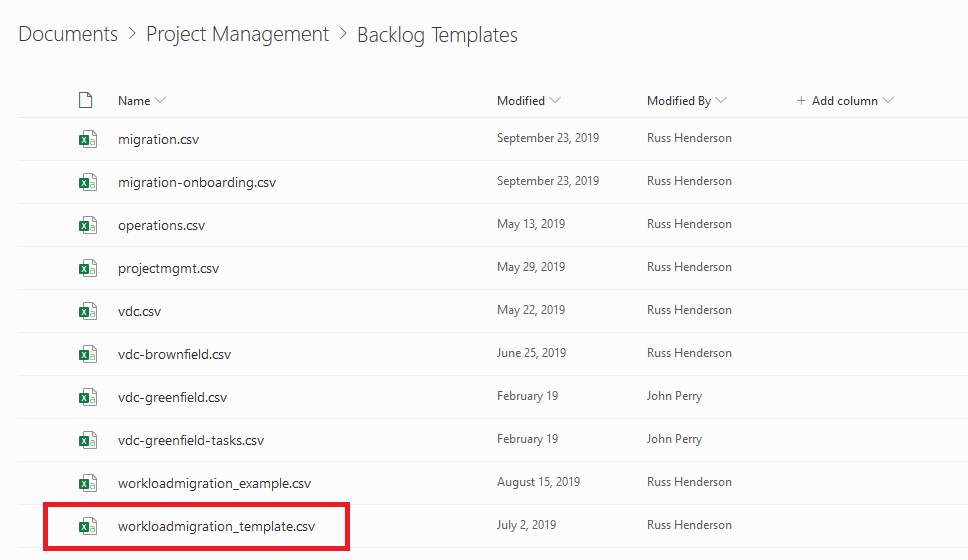 Documents > Project Management > Backlog Templates
Name Modified Modified By + Add column
migration.csv September 23, 2019 Russ Henderson
migration-onboarding.csv September 23, 2019 Russ Henderson
operations.csv May 13, 2019 Russ Henderson
projectmgmt.csv May 29, 2019 Russ Henderson
vdc.csv May 22, 2019 Russ Henderson
vdc-brownfield.csv June 25, 2019 Russ Henderson
vdc-greenfield.csv February 19 John Perry
vdc-greenfield-tasks.csv February 19 John Perry
workloadmigration_example.csv August 15, 2019 Russ Henderson
workloadmigration_template.csv July 2, 2019 Russ Henderson